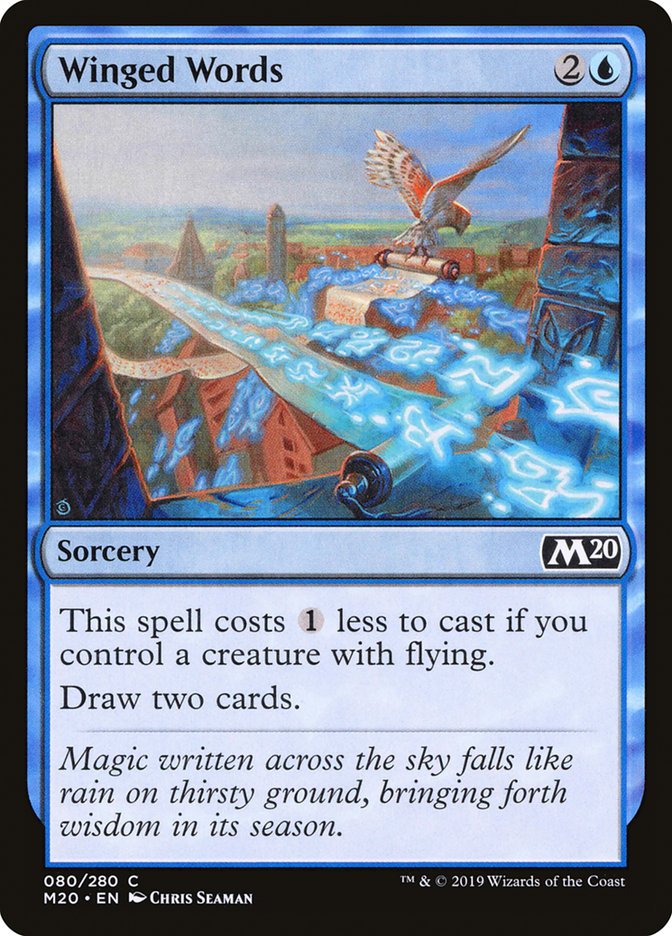 Winged Words 2
Sorcery M20
This spell costs 1 less to cast if you
control a creature with flying.
Draw two cards.
Magic written across the sky falls like
rain on thirsty ground, bringing forth
wisdom in its season.
080/280 C ™ & © 2019 Wizards of the Coast
M20 • EN Chris Seaman